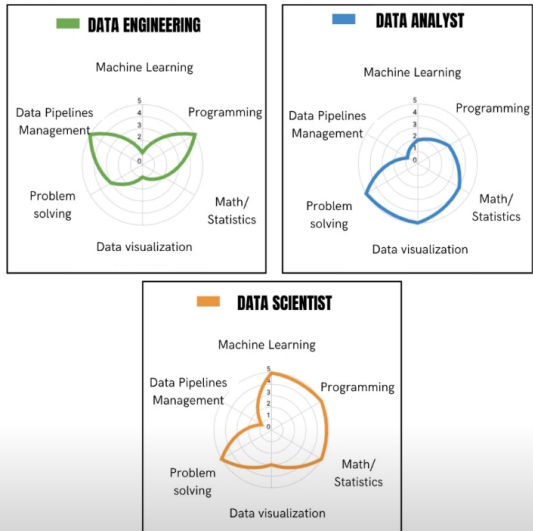 DATA ENGINEERING
Machine Learning
5
4
3
2
1
0
Data Pipelines
Management
Programming
Problem
solving
Math/
Statistics
Data visualization
DATA ANALYST
Machine Learning
5
4
3
2
1
0
Data Pipelines
Management
Programming
Problem
solving
Math/
Statistics
Data visualization
DATA SCIENTIST
Machine Learning
5
4
3
2
1
0
Data Pipelines
Management
Programming
Problem
solving
Math/
Statistics
Data visualization